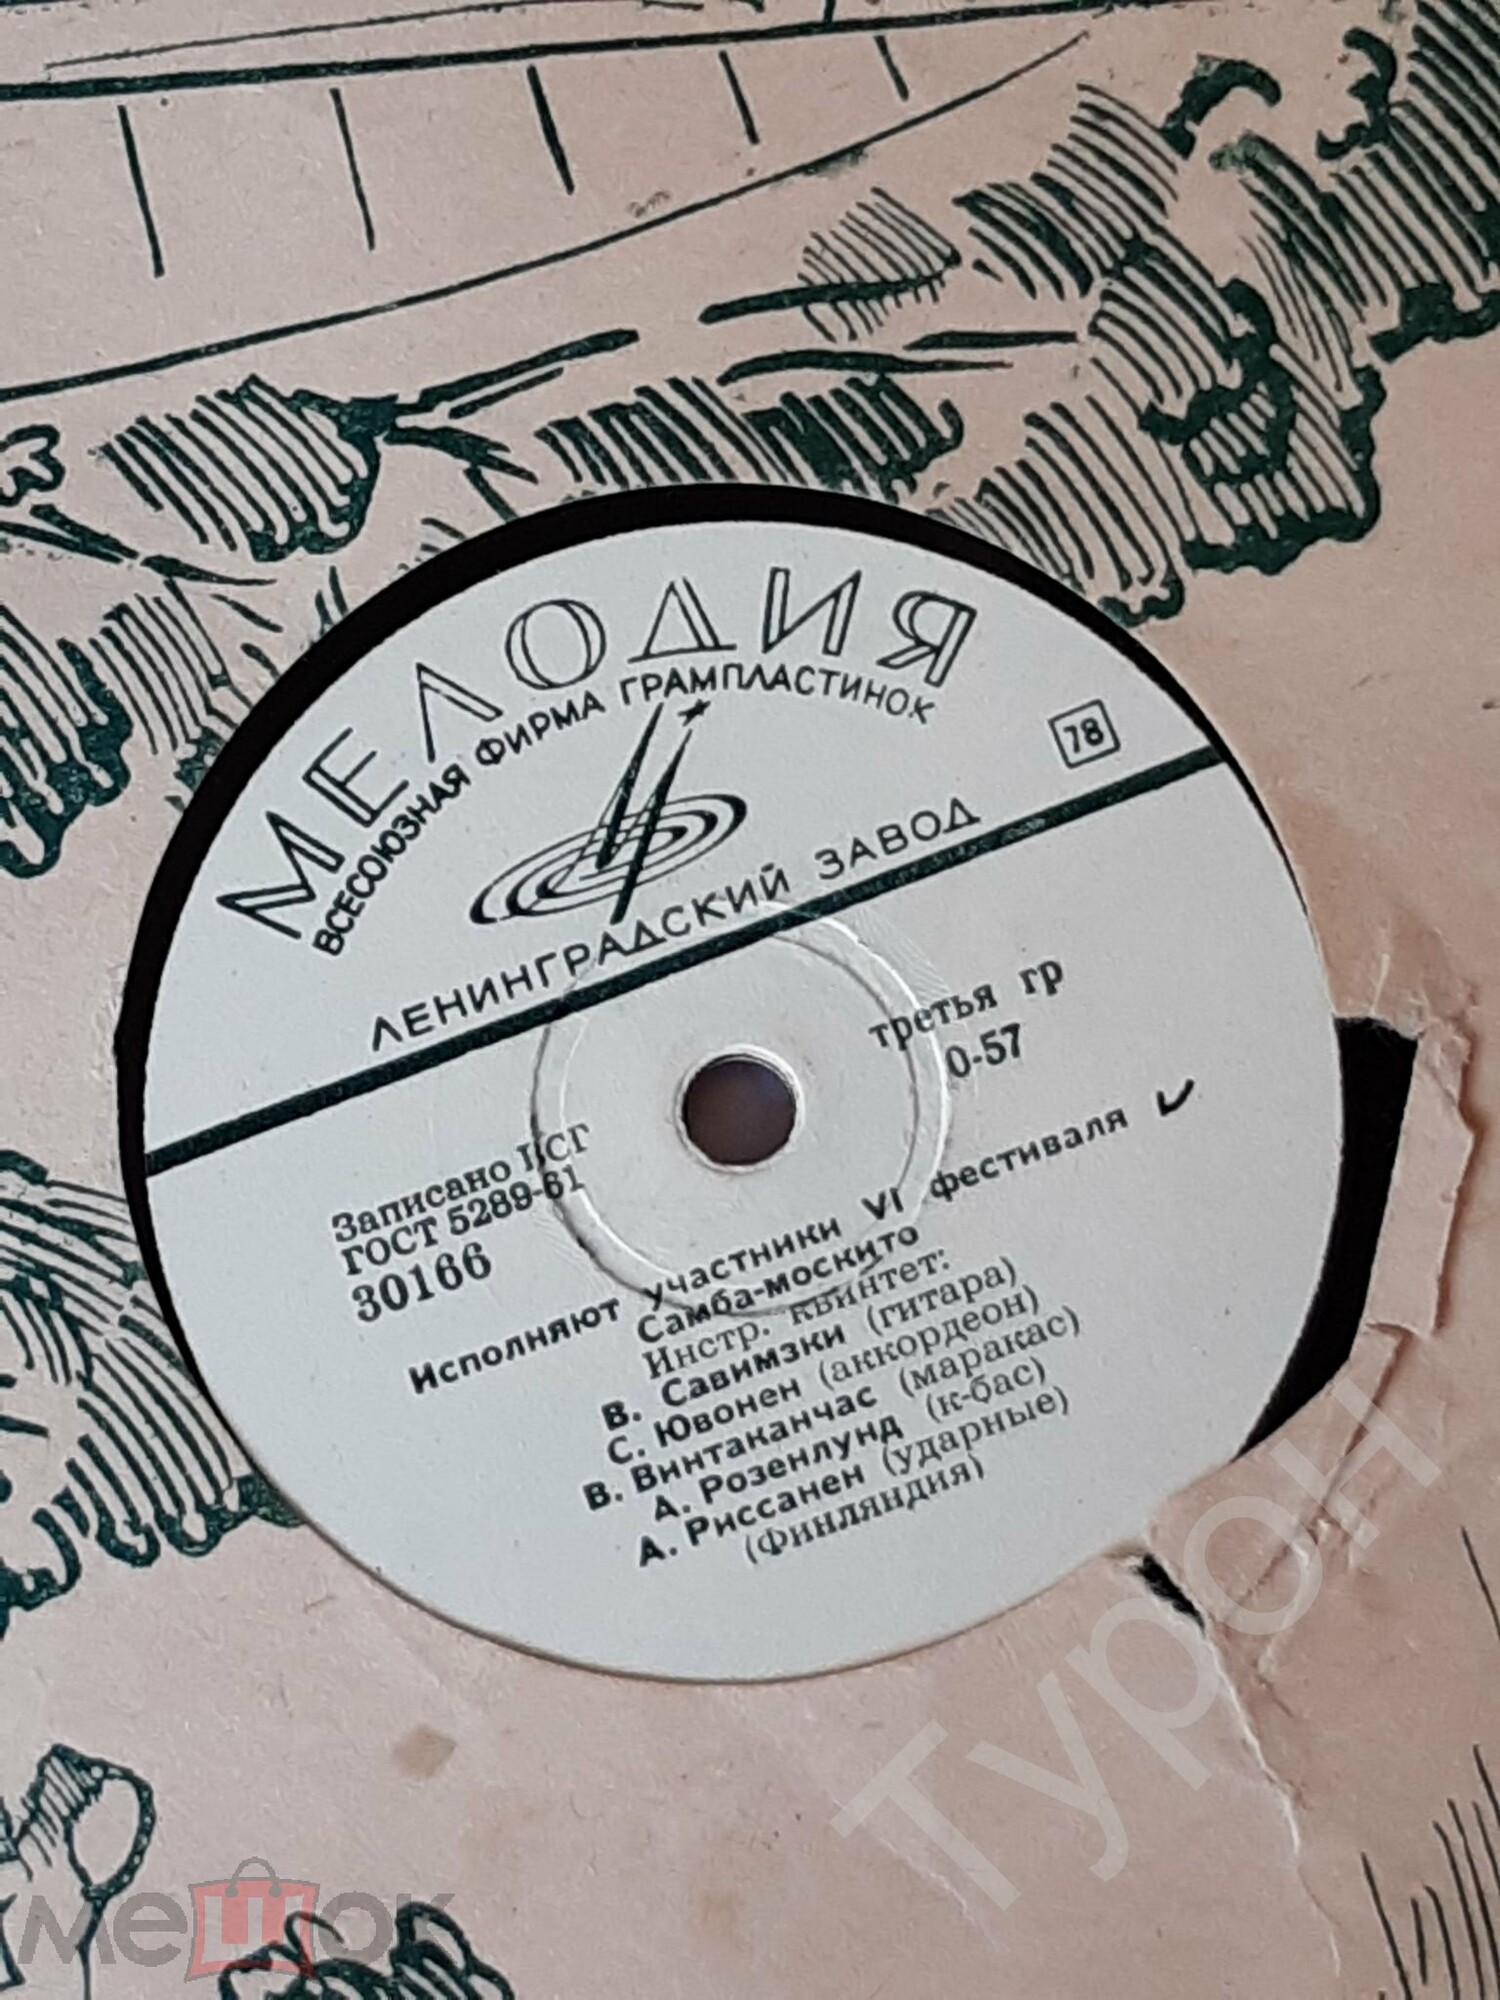 МЕЛОДИЯ
ВСЕСОЮЗНАЯ ФИРМА ГРАМПЛАСТИНОК
78
ЛЕНИНГРАДСКИЙ ЗАВОД
третья гр
0-57
Записано ВСГ
ГОСТ 5289-61
30166
Исполняют участники VI фестиваля
Самба-москито
Инстр. квинтет:
В. Савимзки (гитара)
С. Ювонен (аккордеон)
В. Винтаканчас (маракас)
А. Розенлунд (к-бас)
А. Риссанен (ударные)
(Финляндия)
Турон
мешок